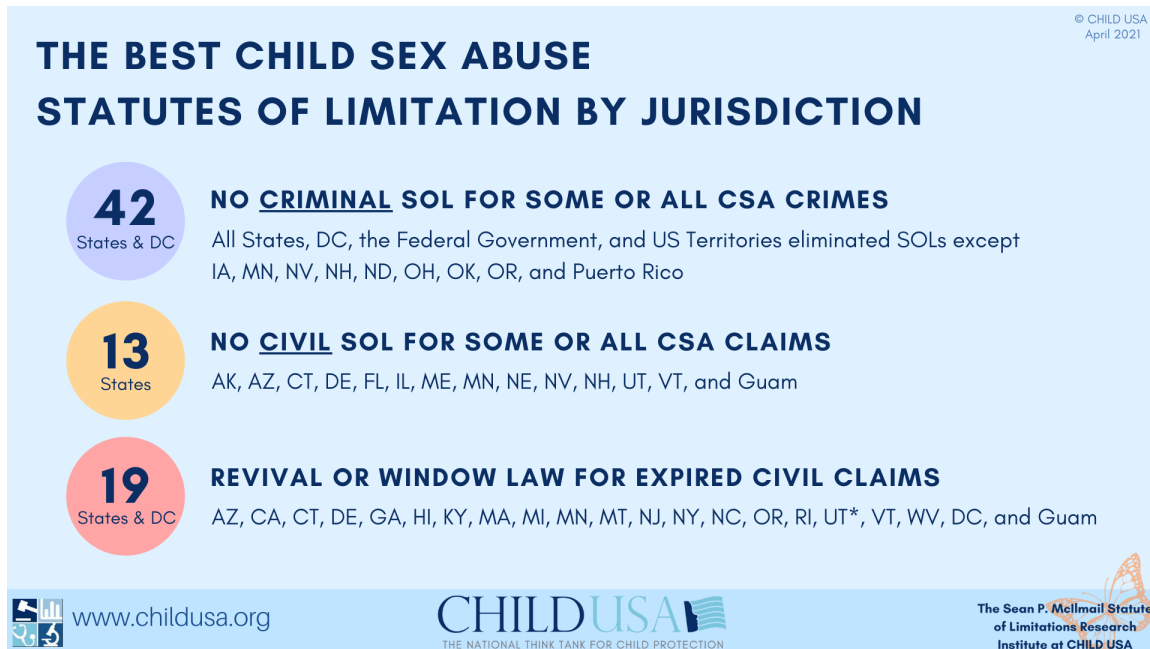 © CHILD USA
April 2021
THE BEST CHILD SEX ABUSE
STATUTES OF LIMITATION BY JURISDICTION
42
States & DC
NO CRIMINAL SOL FOR SOME OR ALL CSA CRIMES
All States, DC, the Federal Government, and US Territories eliminated SOLs except
IA, MN, NV, NH, ND, OH, OK, OR, and Puerto Rico
13
States
NO CIVIL SOL FOR SOME OR ALL CSA CLAIMS
AK, AZ, CT, DE, FL, IL, ME, MN, NE, NV, NH, UT, VT, and Guam
19
States & DC
REVIVAL OR WINDOW LAW FOR EXPIRED CIVIL CLAIMS
AZ, CA, CT, DE, GA, HI, KY, MA, MI, MN, MT, NJ, NY, NC, OR, RI, UT*, VT, WV, DC, and Guam
www.childusa.org
CHILD USA
THE NATIONAL THINK TANK FOR CHILD PROTECTION
The Sean P. McIlmail Statute
of Limitations Research
Institute at CHILD USA